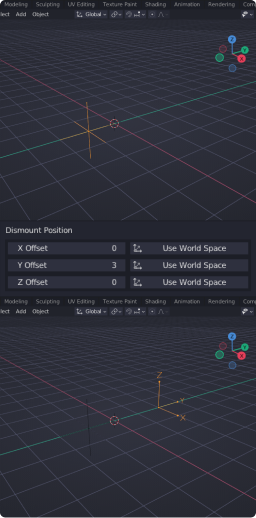 Modeling Sculpting UV Editing Texture Paint Shading Animation Rendering Com
lect Add Object Global
Z
Y
X
Dismount Position
X Offset 0 Use World Space
Y Offset 3 Use World Space
Z Offset 0 Use World Space
Modeling Sculpting UV Editing Texture Paint Shading Animation Rendering Com
lect Add Object Global
Z
Y
X
Z
Y
X